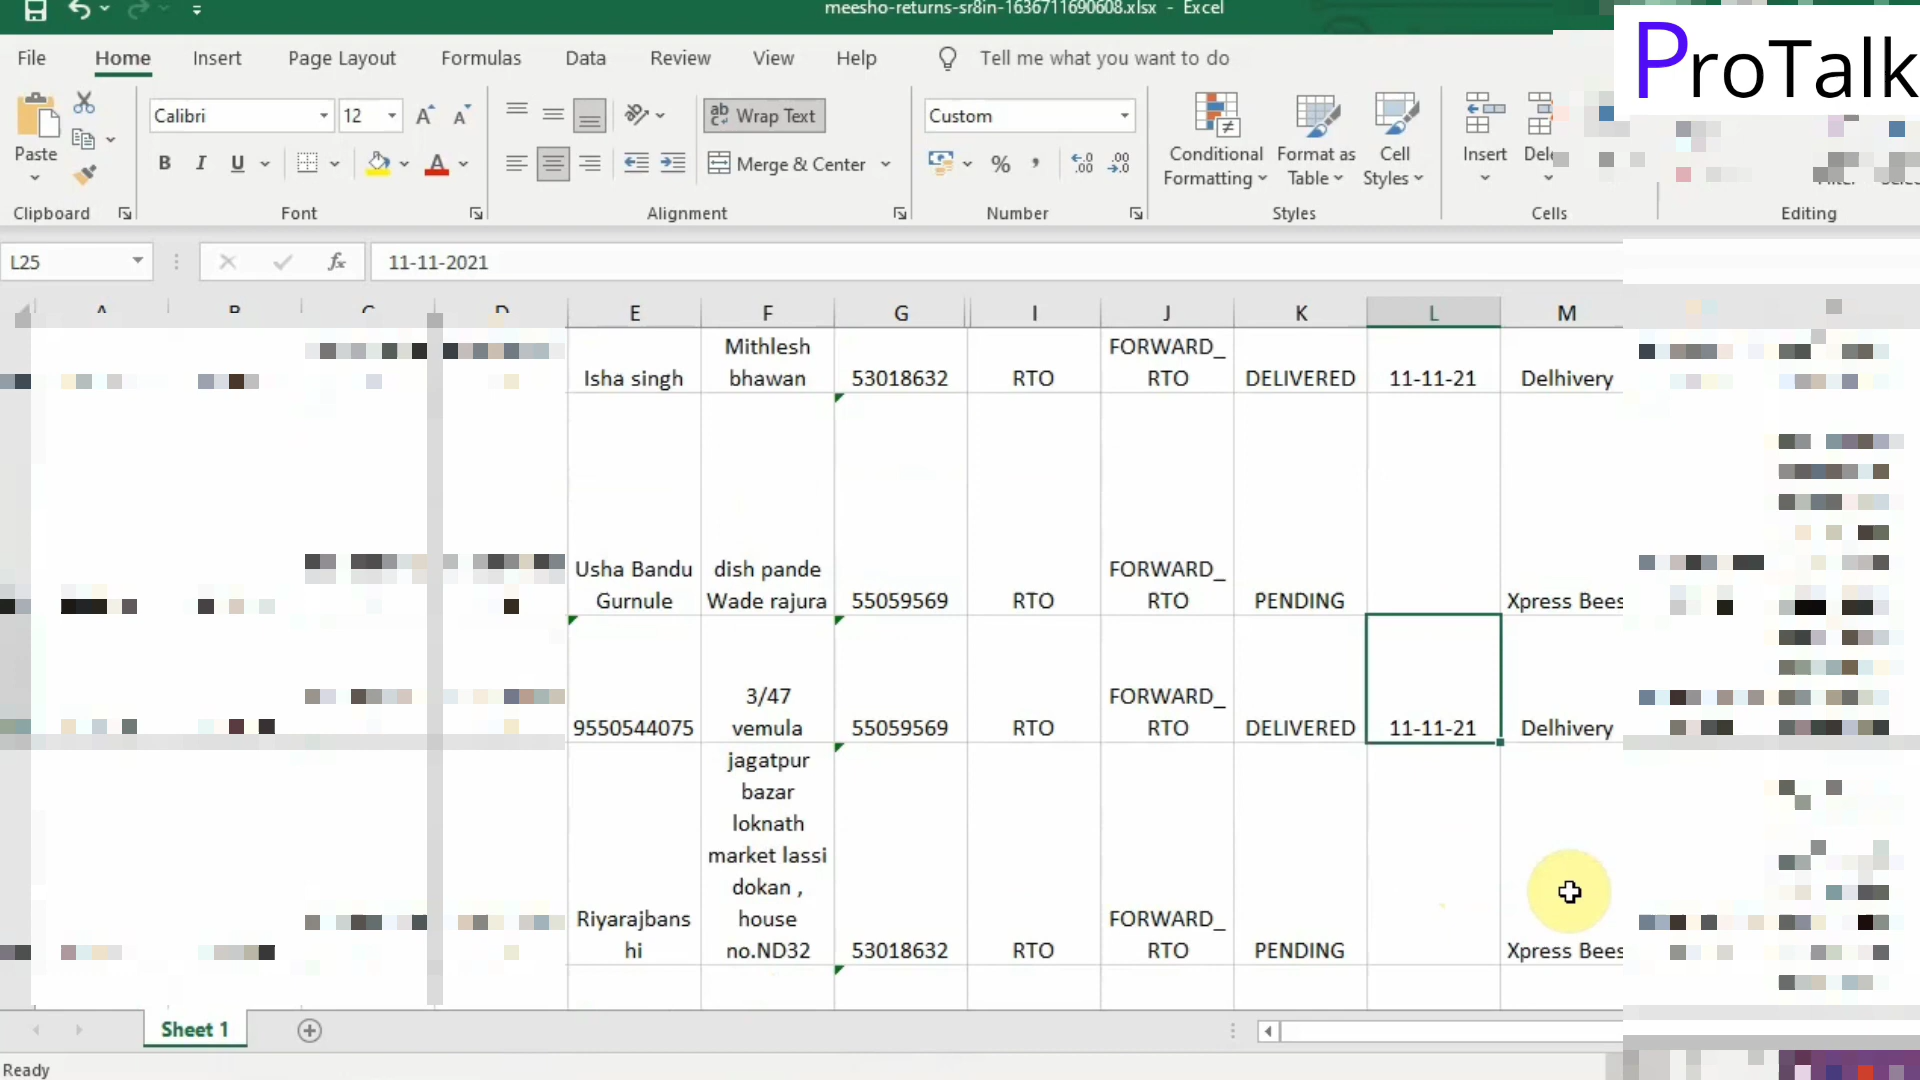 meesho-returns-sr8in-1636711690608.xlsx - Excel
ProTalk
File Home Insert Page Layout Formulas Data Review View Help Tell me what you want to do
Calibri 12 Wrap Text Custom
Paste B I U Merge & Center % Conditional Formatting Format as Table Cell Styles Insert
Clipboard Font Alignment Number Styles Cells Editing
L25 fx 11-11-2021
E F G I J K L M
Mithlesh FORWARD_
Isha singh bhawan 53018632 RTO RTO DELIVERED 11-11-21 Delhivery
Usha Bandu dish pande FORWARD_
Gurnule Wade rajura 55059569 RTO RTO PENDING Xpress Bees
3/47 FORWARD_
9550544075 vemula 55059569 RTO RTO DELIVERED 11-11-21 Delhivery
jagatpur
bazar
loknath
market lassi
dokan ,
Riyarajbans house FORWARD_
hi no.ND32 53018632 RTO RTO PENDING Xpress Bees
Sheet 1
Ready